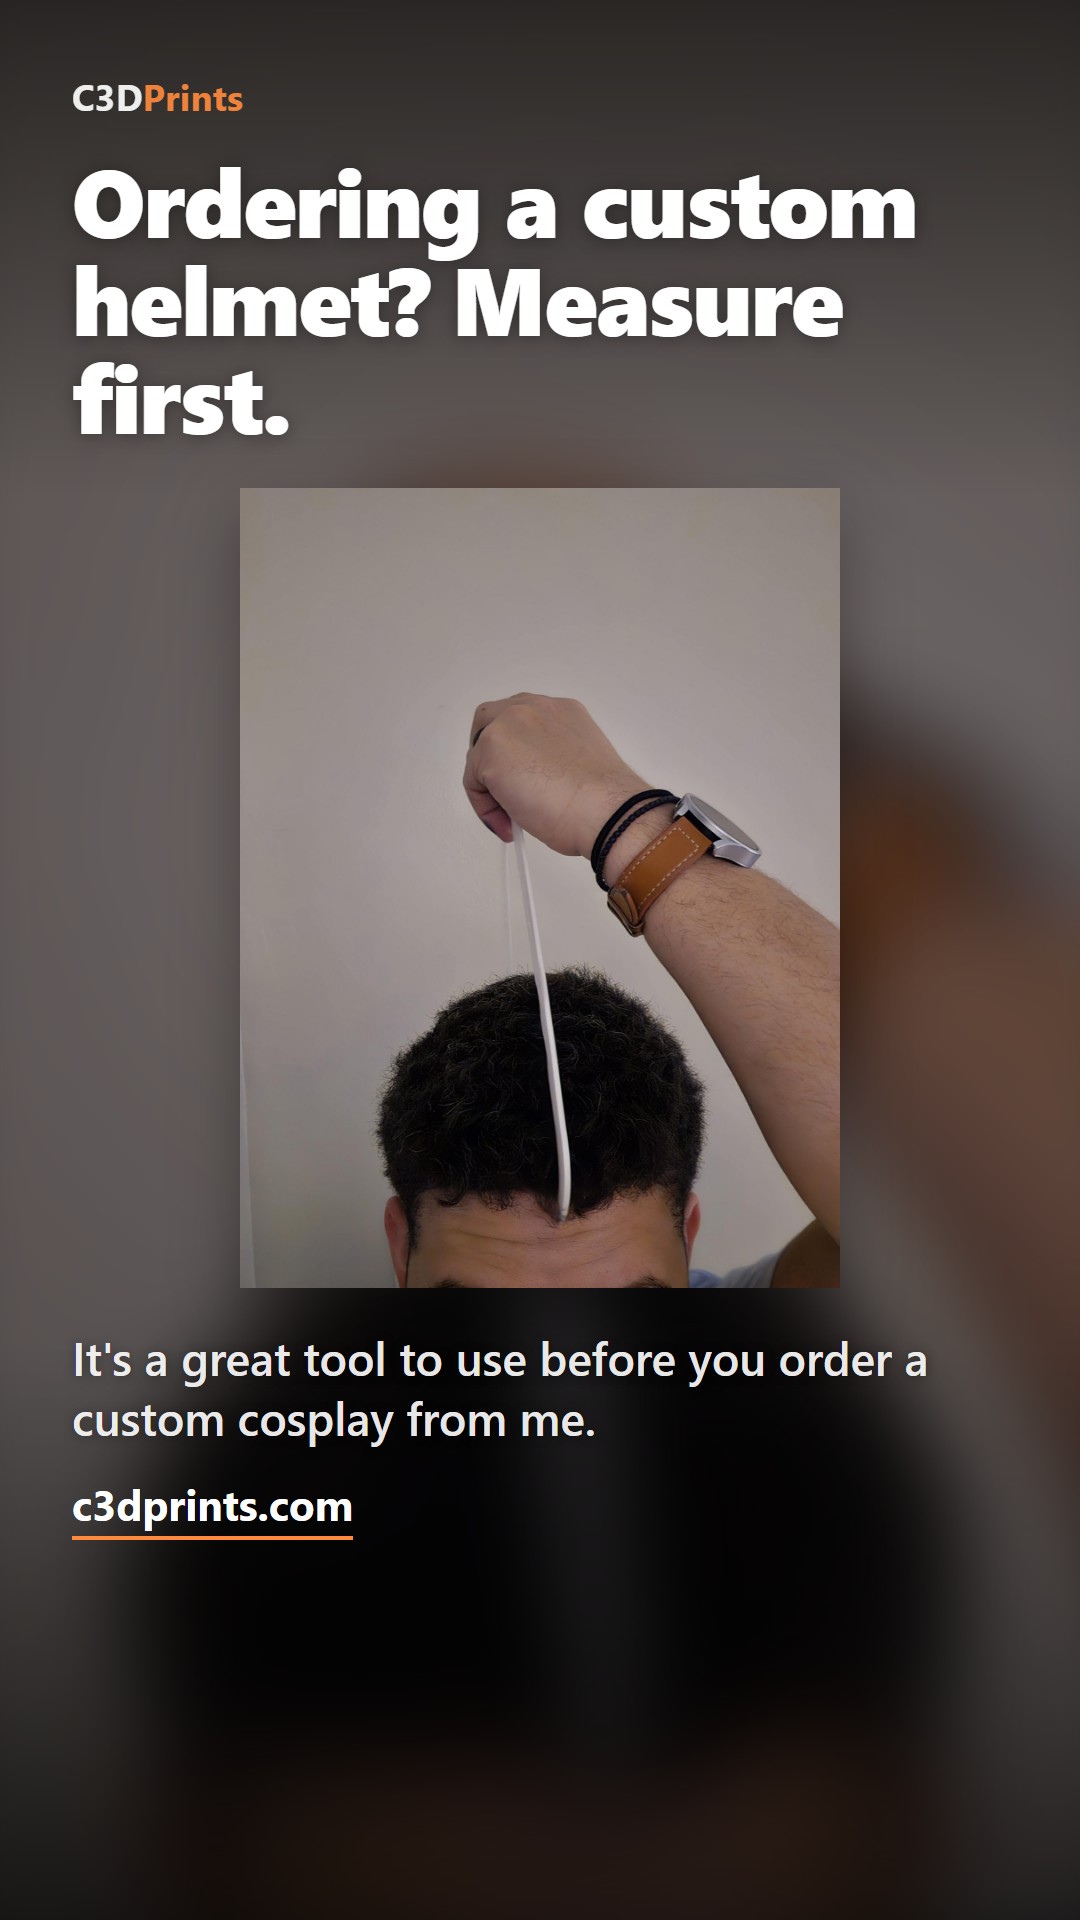 C3DPrints
Ordering a custom
helmet? Measure
first.
It's a great tool to use before you order a
custom cosplay from me.
c3dprints.com